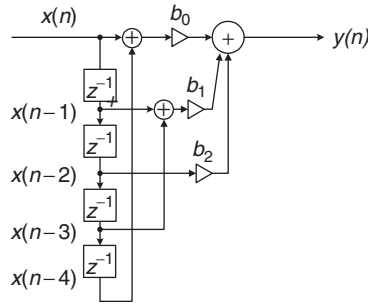 x(n) + b₀ + y(n)
z⁻¹ +
x(n−1) + b₁
z⁻¹
x(n−2) b₂
z⁻¹
x(n−3)
z⁻¹
x(n−4)